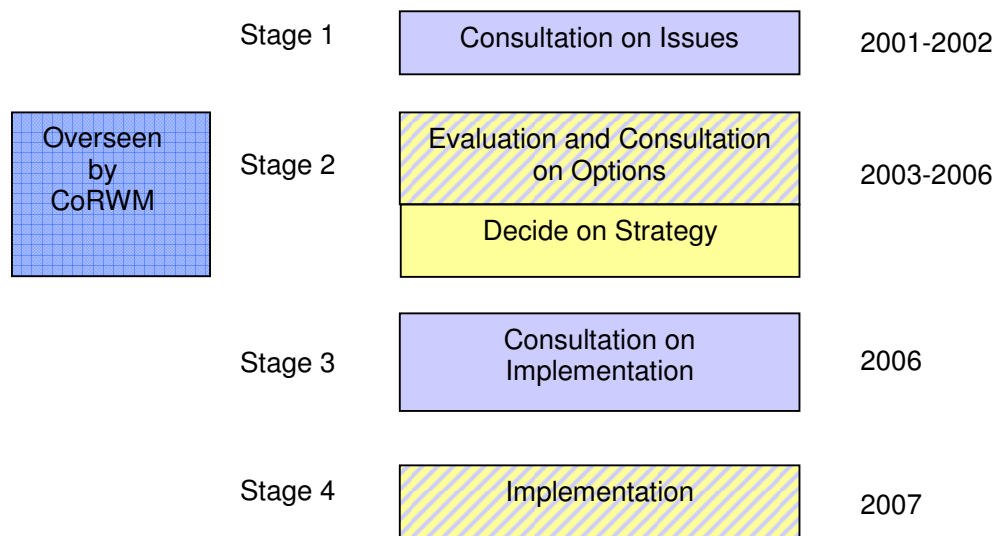 Stage 1
Consultation on Issues
2001-2002
Overseen
by
CoRWM
Stage 2
Evaluation and Consultation
on Options
2003-2006
Decide on Strategy
Stage 3
Consultation on
Implementation
2006
Stage 4
Implementation
2007